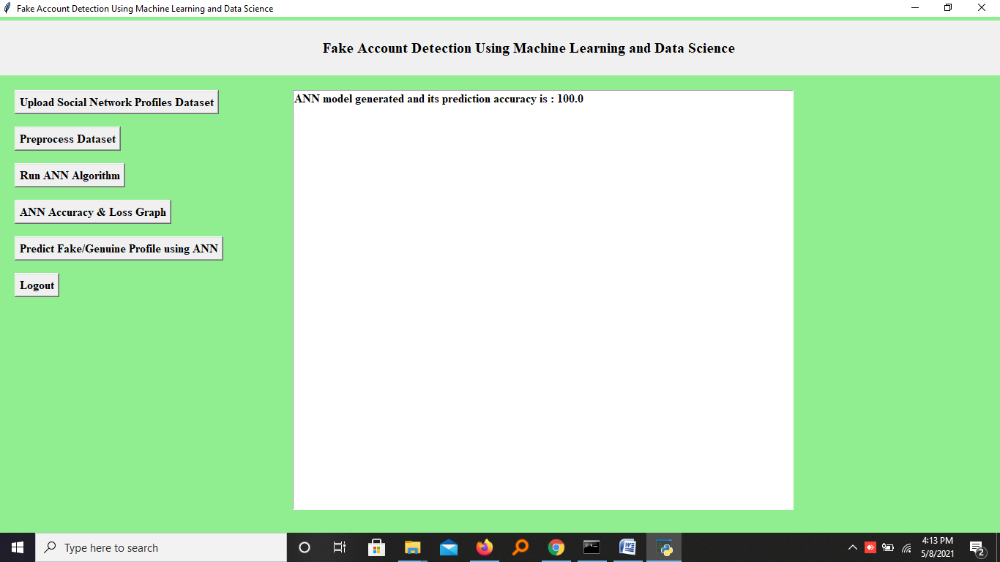 Fake Account Detection Using Machine Learning and Data Science
Fake Account Detection Using Machine Learning and Data Science
Upload Social Network Profiles Dataset
ANN model generated and its prediction accuracy is : 100.0
Preprocess Dataset
Run ANN Algorithm
ANN Accuracy & Loss Graph
Predict Fake/Genuine Profile using ANN
Logout
Type here to search
4:13 PM
5/8/2021
2